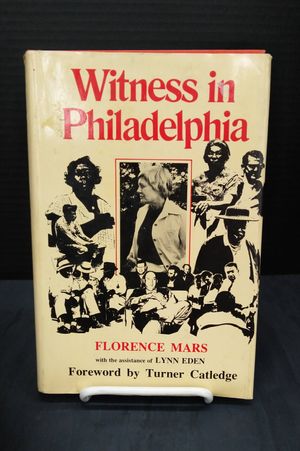 Witness in
Philadelphia
FLORENCE MARS
with the assistance of LYNN EDEN
Foreword by Turner Catledge